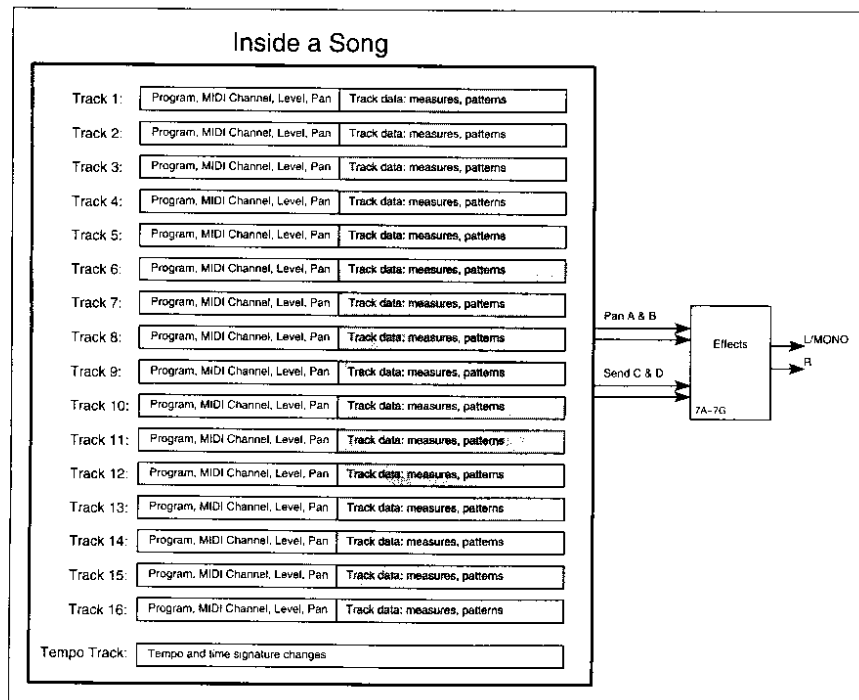 Inside a Song
Track 1: Program, MIDI Channel, Level, Pan Track data: measures, patterns
Track 2: Program, MIDI Channel, Level, Pan Track data: measures, patterns
Track 3: Program, MIDI Channel, Level, Pan Track data: measures, patterns
Track 4: Program, MIDI Channel, Level, Pan Track data: measures, patterns
Track 5: Program, MIDI Channel, Level, Pan Track data: measures, patterns
Track 6: Program, MIDI Channel, Level, Pan Track data: measures, patterns
Track 7: Program, MIDI Channel, Level, Pan Track data: measures, patterns
Track 8: Program, MIDI Channel, Level, Pan Track data: measures, patterns
Track 9: Program, MIDI Channel, Level, Pan Track data: measures, patterns
Track 10: Program, MIDI Channel, Level, Pan Track data: measures, patterns
Track 11: Program, MIDI Channel, Level, Pan Track data: measures, patterns
Track 12: Program, MIDI Channel, Level, Pan Track data: measures, patterns
Track 13: Program, MIDI Channel, Level, Pan Track data: measures, patterns
Track 14: Program, MIDI Channel, Level, Pan Track data: measures, patterns
Track 15: Program, MIDI Channel, Level, Pan Track data: measures, patterns
Track 16: Program, MIDI Channel, Level, Pan Track data: measures, patterns
Tempo Track: Tempo and time signature changes
Pan A & B
Send C & D
Effects
7A-7G
L/MONO
R